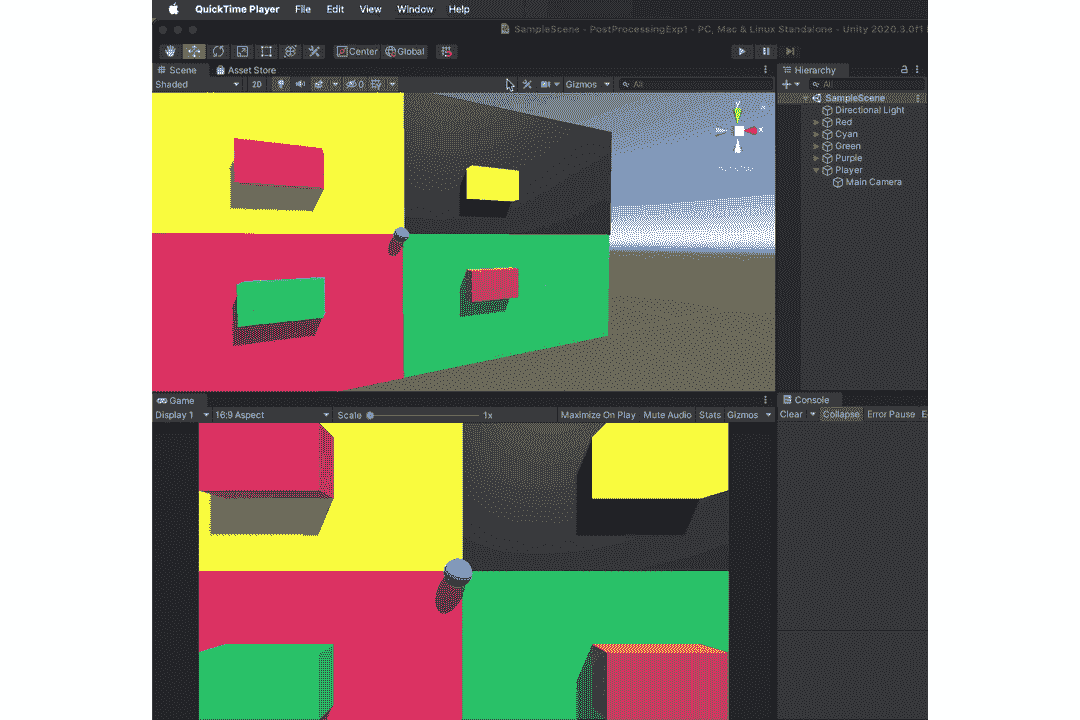 QuickTime Player File Edit View Window Help
SampleScene - PostProcessingExp1 - PC, Mac & Linux Standalone - Unity 2020.3.0f1
Center Global
Scene Asset Store
Shaded 2D 0 Gizmos All
y
x
Hierarchy
All
SampleScene
Directional Light
Red
Cyan
Green
Purple
Player
Main Camera
Game
Display 1 16:9 Aspect Scale 1x Maximize On Play Mute Audio Stats Gizmos
Console
Clear Collapse Error Pause E